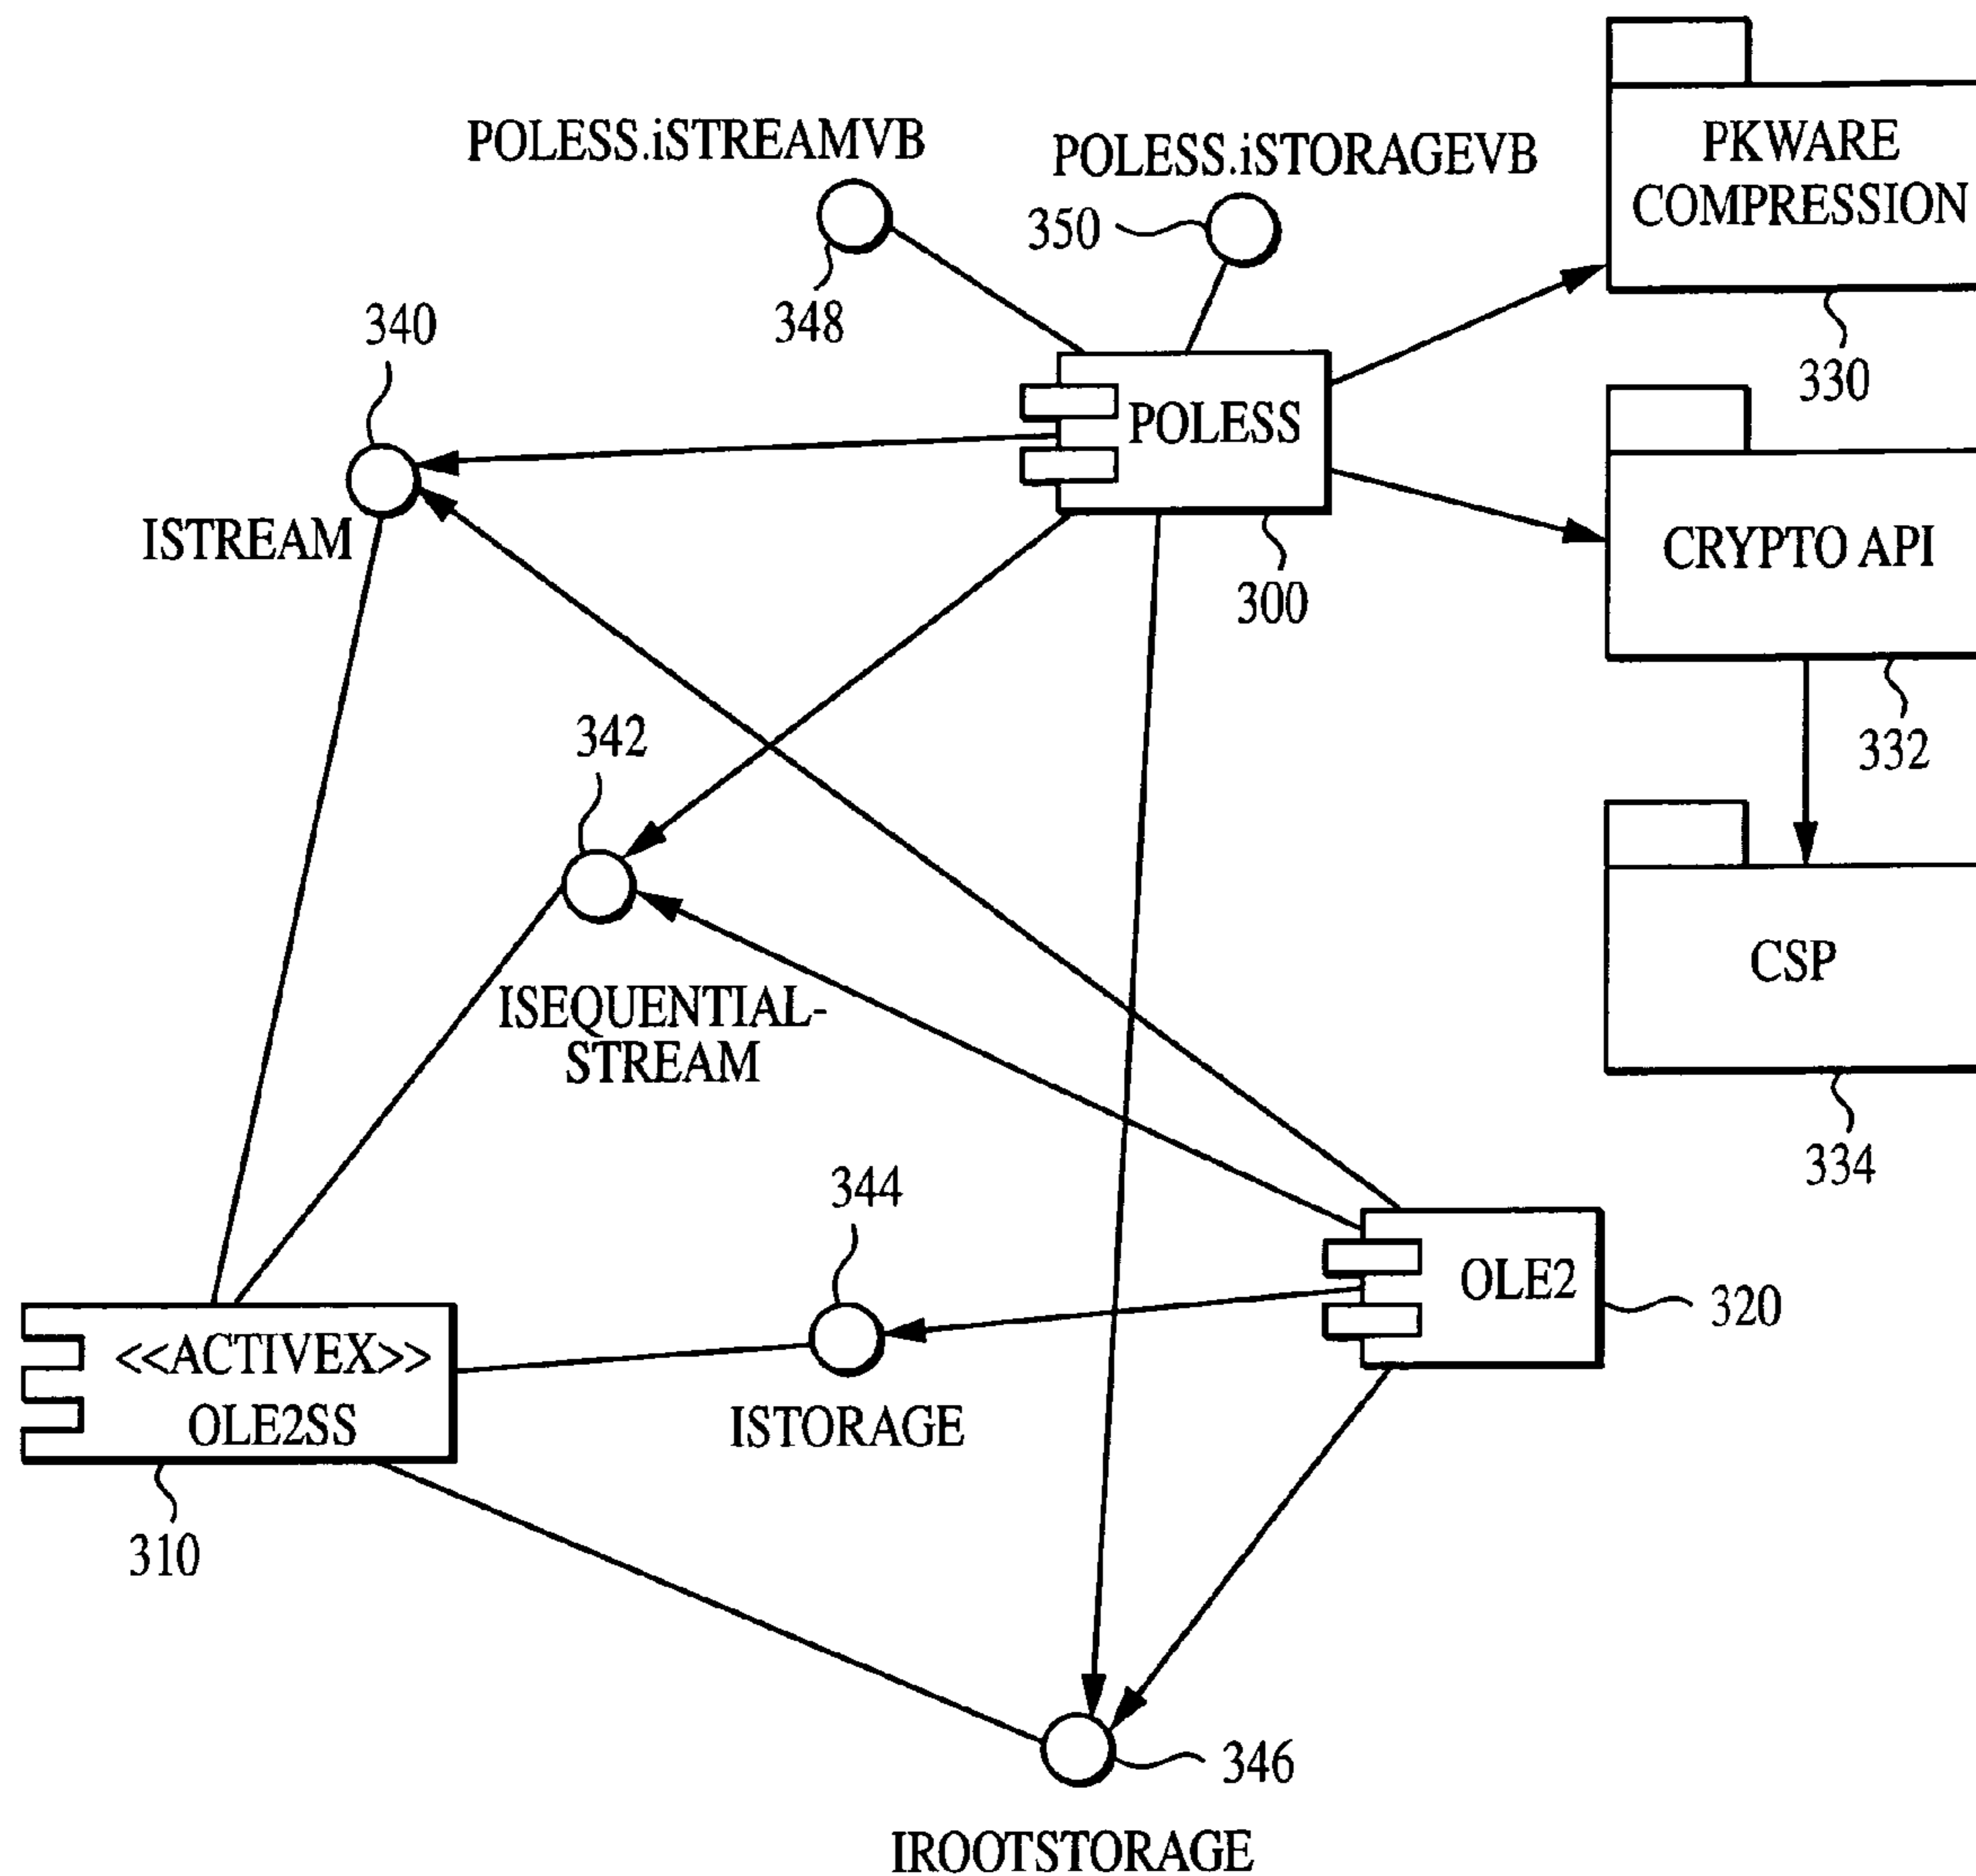 POLESS.iSTREAMVB
POLESS.iSTORAGEVB
PKWARE
COMPRESSION
350
348
340
330
POLESS
ISTREAM
CRYPTO API
300
342
332
CSP
ISEQUENTIAL-
STREAM
334
344
OLE2
320
<<ACTIVEX>>
OLE2SS
ISTORAGE
310
346
IROOTSTORAGE